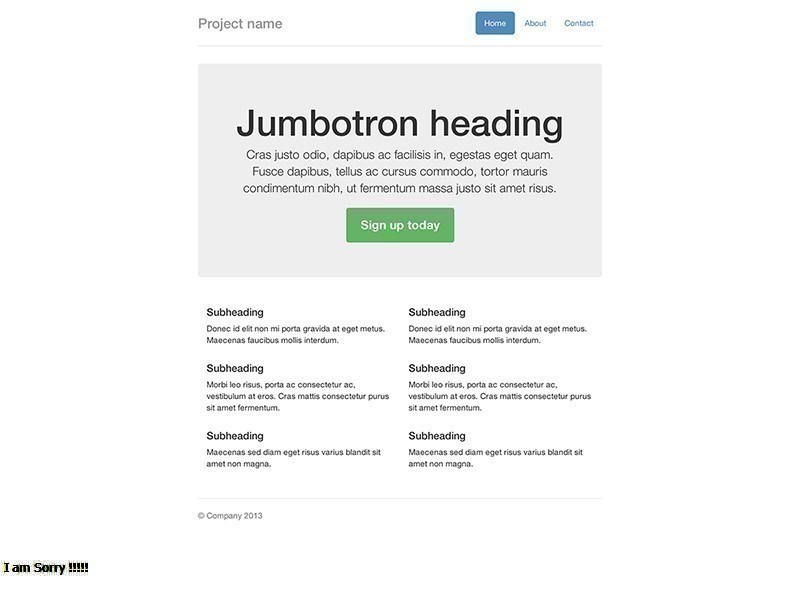 Project name
Home About Contact
Jumbotron heading
Cras justo odio, dapibus ac facilisis in, egestas eget quam.
Fusce dapibus, tellus ac cursus commodo, tortor mauris
condimentum nibh, ut fermentum massa justo sit amet risus.
Sign up today
Subheading
Donec id elit non mi porta gravida at eget metus.
Maecenas faucibus mollis interdum.
Subheading
Morbi leo risus, porta ac consectetur ac,
vestibulum at eros. Cras mattis consectetur purus
sit amet fermentum.
Subheading
Maecenas sed diam eget risus varius blandit sit
amet non magna.
Subheading
Donec id elit non mi porta gravida at eget metus.
Maecenas faucibus mollis interdum.
Subheading
Morbi leo risus, porta ac consectetur ac,
vestibulum at eros. Cras mattis consectetur purus
sit amet fermentum.
Subheading
Maecenas sed diam eget risus varius blandit sit
amet non magna.
© Company 2013
I am Sorry !!!!!